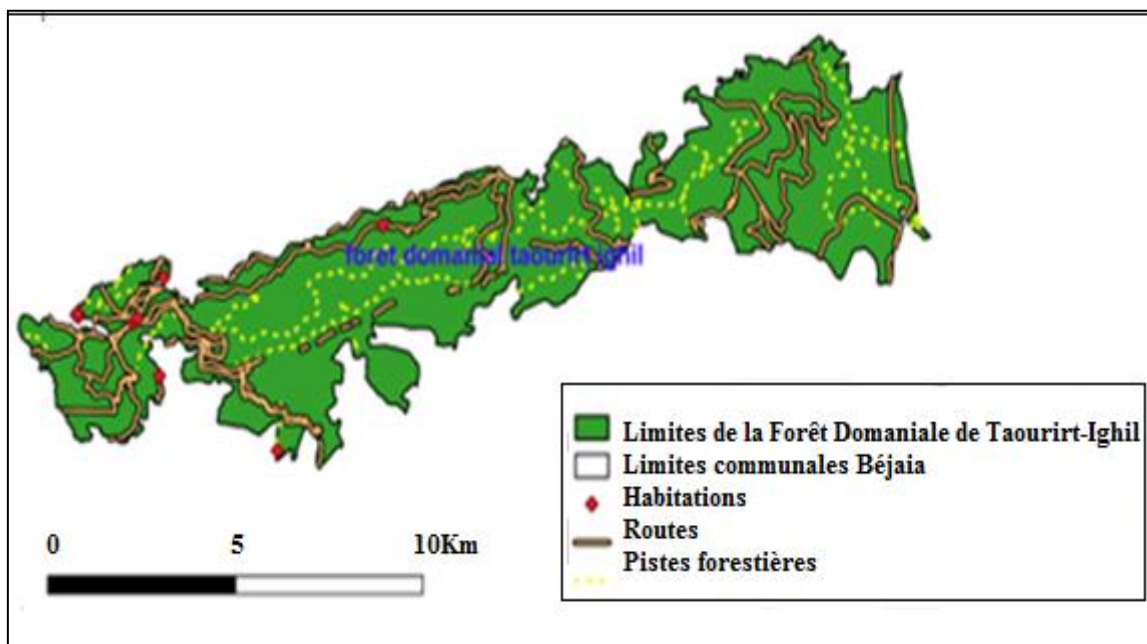 foret domanial taourirt ighil
Limites de la Forêt Domaniale de Taourirt-Ighil
Limites communales Béjaia
Habitations
Routes
Pistes forestières
0 5 10Km